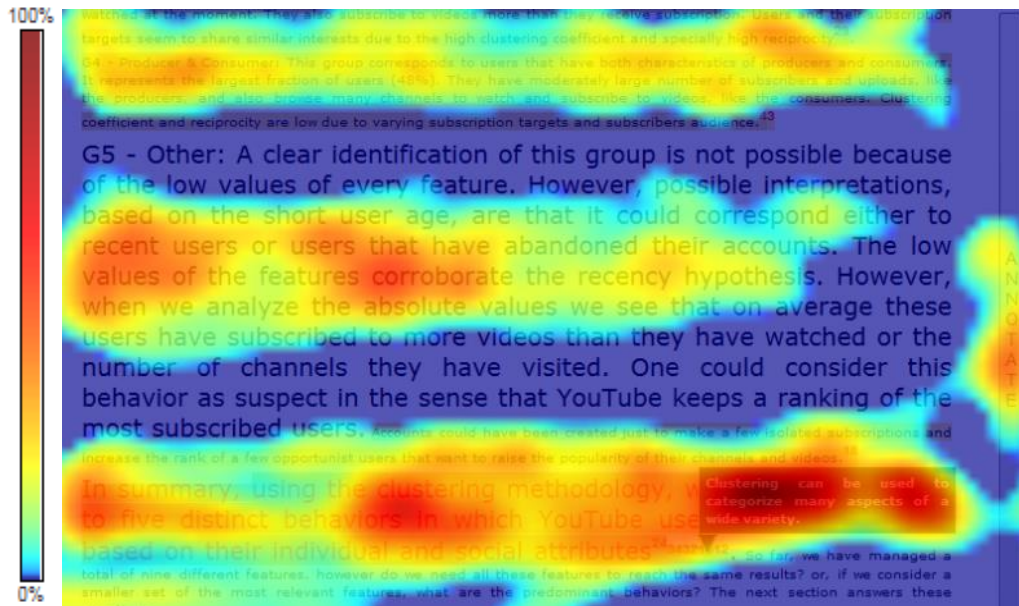 100%
watched at the moment. They also subscribe to videos more than they receive subscription. Users and their subscription
targets seem to share similar interests due to the high clustering coefficient and specially high reciprocity.
G4 - Producer & Consumer: This group corresponds to users that have both characteristics of producers and consumers.
It represents the largest fraction of users (48%). They have moderately large number of subscribers and uploads, like
the producers, and also browse many channels to watch and subscribe to videos, like the consumers. Clustering
coefficient and reciprocity are low due to varying subscription targets and subscribers audience.43
G5 - Other: A clear identification of this group is not possible because
of the low values of every feature. However, possible interpretations,
based on the short user age, are that it could correspond either to
recent users or users that have abandoned their accounts. The low
values of the features corroborate the recency hypothesis. However,
when we analyze the absolute values we see that on average these
users have subscribed to more videos than they have watched or the
number of channels they have visited. One could consider this
behavior as suspect in the sense that YouTube keeps a ranking of the
most subscribed users. Accounts could have been created just to make a few isolated subscriptions and
increase the rank of a few opportunist users that want to raise the popularity of their channels and videos.
In summary, using the clustering methodology,
to five distinct behaviors in which YouTube
based on their individual and social attributes So far, we have managed a
total of nine different features. however do we need all these features to reach the same results? or, if we consider a
smaller set of the most relevant features, what are the predominant behaviors? The next section answers these
Clustering can be used to
categorize many aspects of a
wide variety.
ANNOTATE
0%